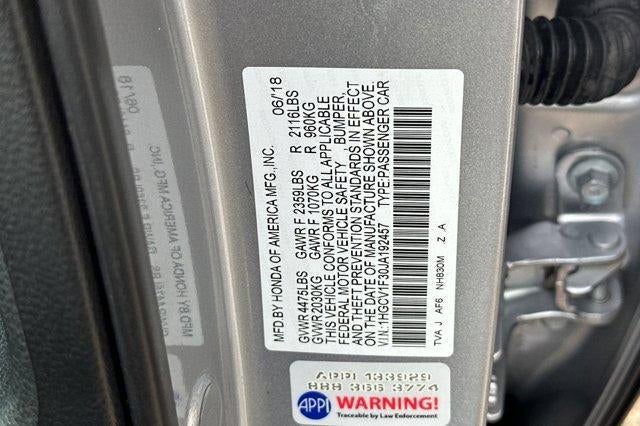 MFD BY HONDA OF AMERICA MFG., INC. 06/18
GVWR 4475LBS GAWR F 2359LBS R 2116LBS
GVWR 2030KG GAWR F 1070KG R 960KG
THIS VEHICLE CONFORMS TO ALL APPLICABLE
FEDERAL MOTOR VEHICLE SAFETY , BUMPER,
AND THEFT PREVENTION STANDARDS IN EFFECT
ON THE DATE OF MANUFACTURE SHOWN ABOVE.
V.I.N.:1HGCV1F30JA192457 TYPE:PASSENGER CAR
TVA J AF6 NH830M Z A
APPI 133929
888 366 3774
APPI WARNING!
Traceable by Law Enforcement